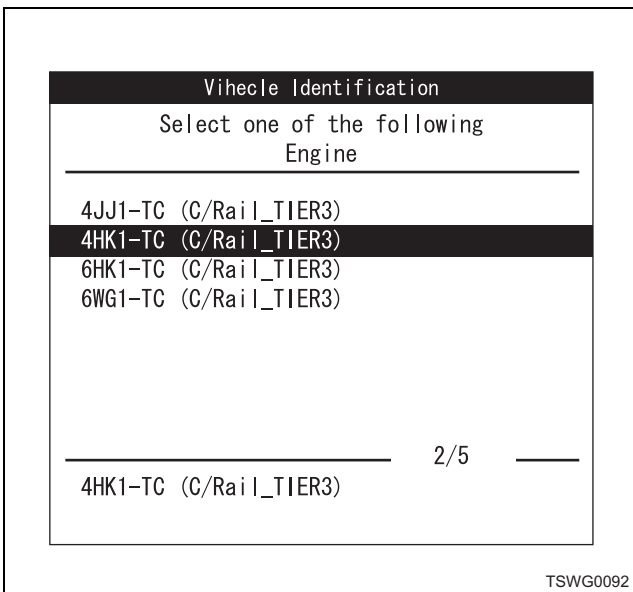 Vihecle Identification
Select one of the following
Engine
4JJ1-TC (C/Rail_TIER3)
4HK1-TC (C/Rail_TIER3)
6HK1-TC (C/Rail_TIER3)
6WG1-TC (C/Rail_TIER3)
2/5
4HK1-TC (C/Rail_TIER3)
TSWG0092